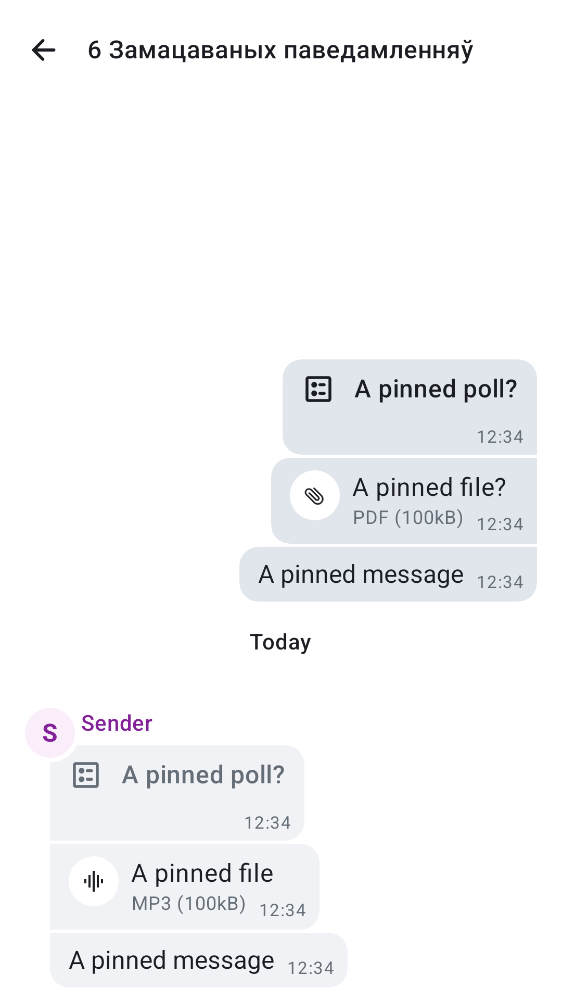 6 Замацаваных паведамленняў
A pinned poll?
12:34
A pinned file?
PDF (100kB) 12:34
A pinned message 12:34
Today
S Sender
A pinned poll?
12:34
A pinned file
MP3 (100kB) 12:34
A pinned message 12:34